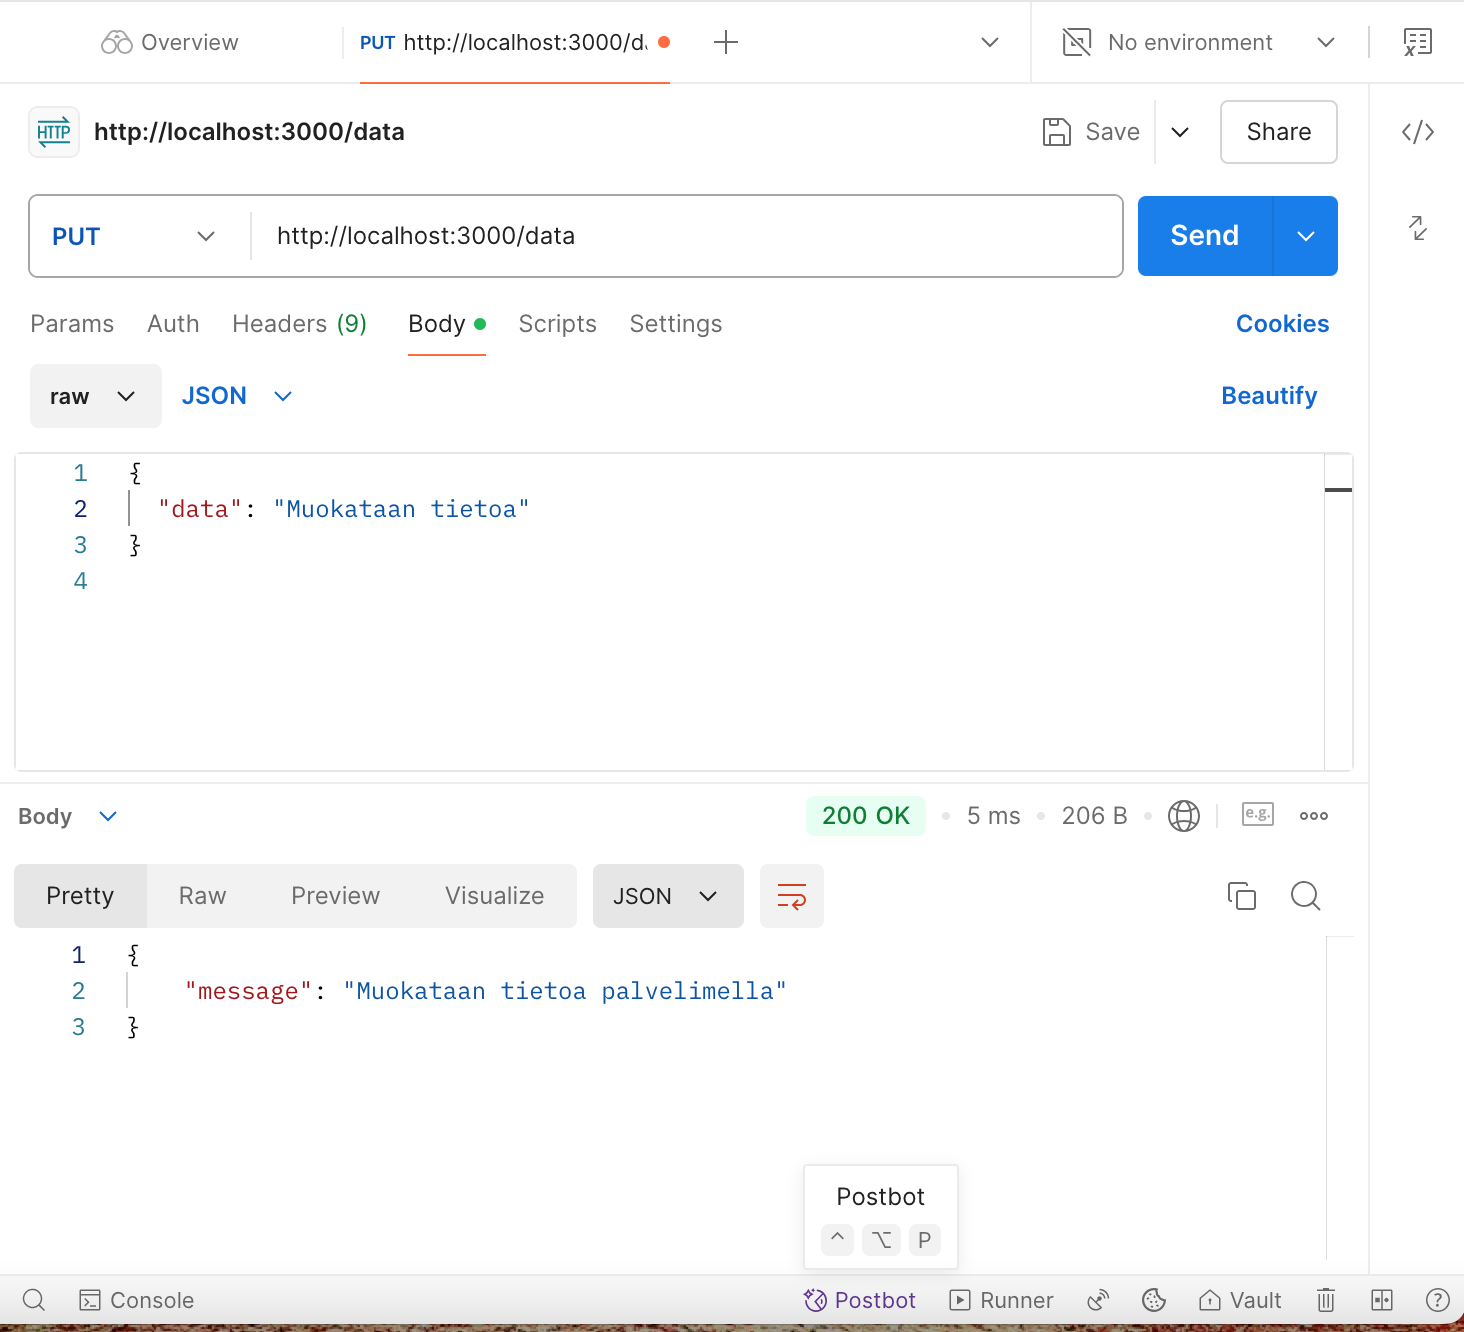 Overview
PUT http://localhost:3000/d
No environment
HTTP http://localhost:3000/data
Save
Share
PUT
http://localhost:3000/data
Send
Params Auth Headers (9) Body Scripts Settings Cookies
raw JSON Beautify
1 {
2 "data": "Muokataan tietoa"
3 }
4
Body 200 OK 5 ms 206 B e.g.
Pretty Raw Preview Visualize JSON
1 {
2 "message": "Muokataan tietoa palvelimella"
3 }
Postbot
^ ⌥ P
Console Postbot Runner Vault